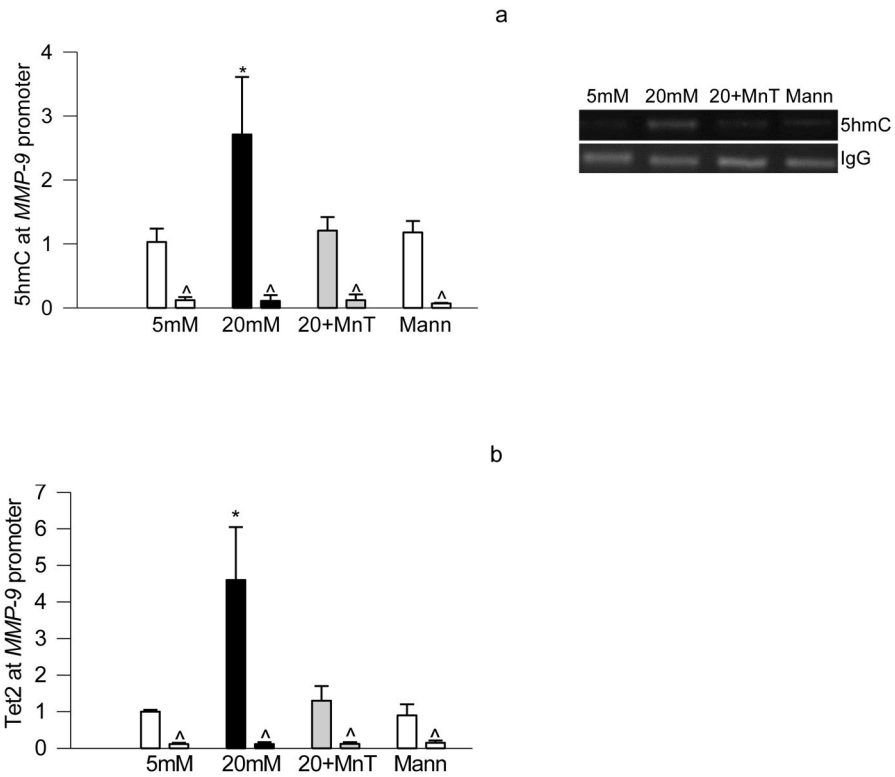 a
5hmC at MMP-9 promoter
4
3
2
1
0
*
^
^
^
^
5mM 20mM 20+MnT Mann
5mM 20mM 20+MnT Mann
5hmC
IgG
b
Tet2 at MMP-9 promoter
7
6
5
4
3
2
1
0
*
^
^
^
^
5mM 20mM 20+MnT Mann